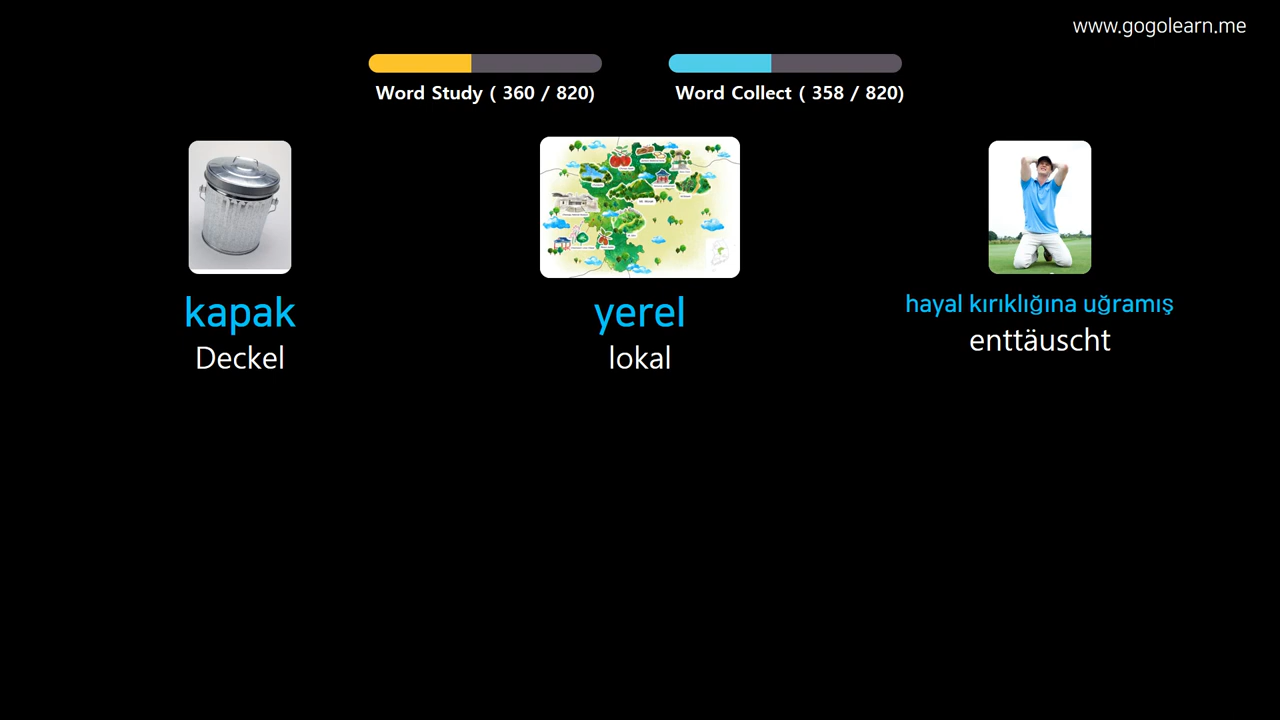 www.gogolearn.me
Word Study ( 360 / 820)
Word Collect ( 358 / 820)
kapak
Deckel
yerel
lokal
hayal kırıklığına uğramış
enttäuscht